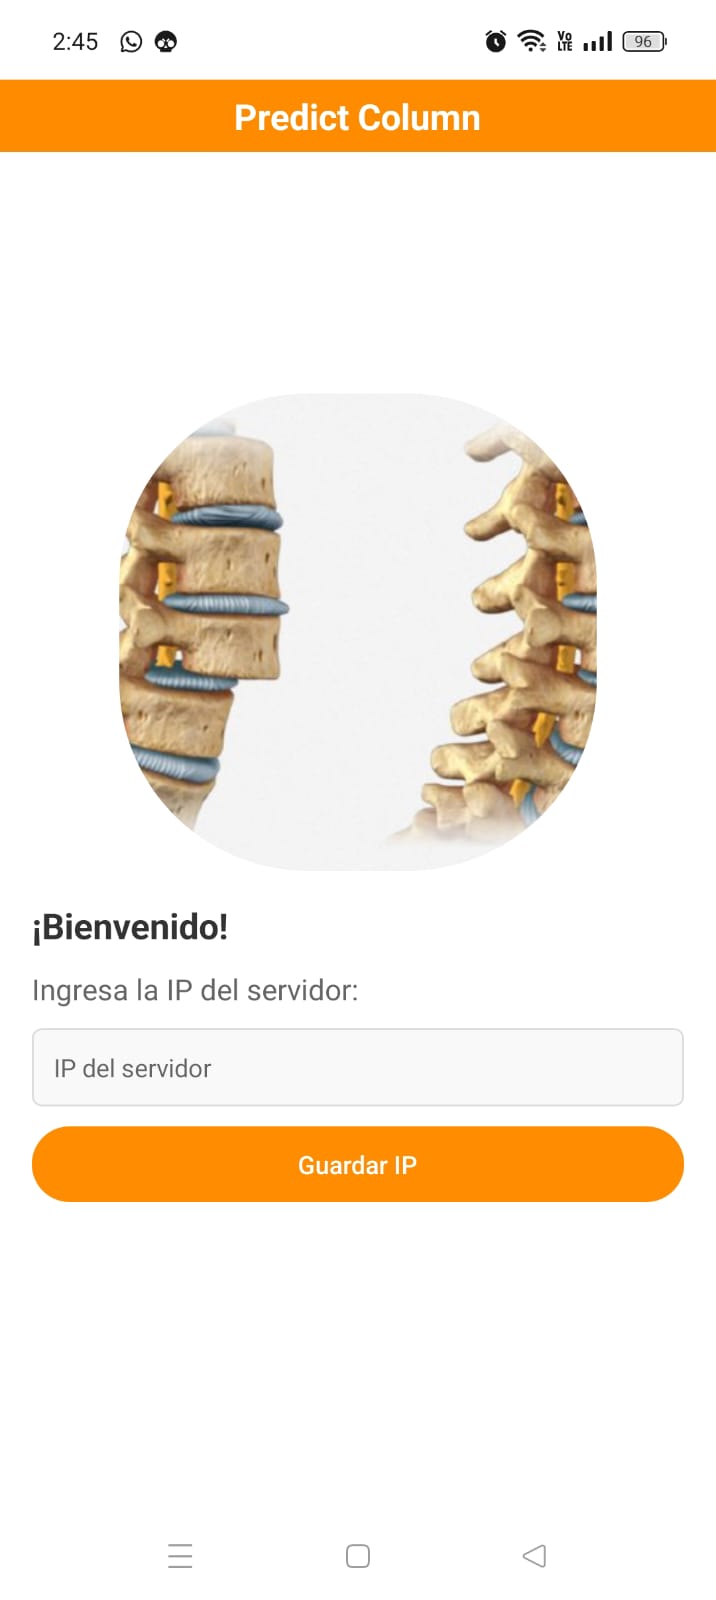 2:45 Vo LTE 96
Predict Column
¡Bienvenido!
Ingresa la IP del servidor:
IP del servidor
Guardar IP